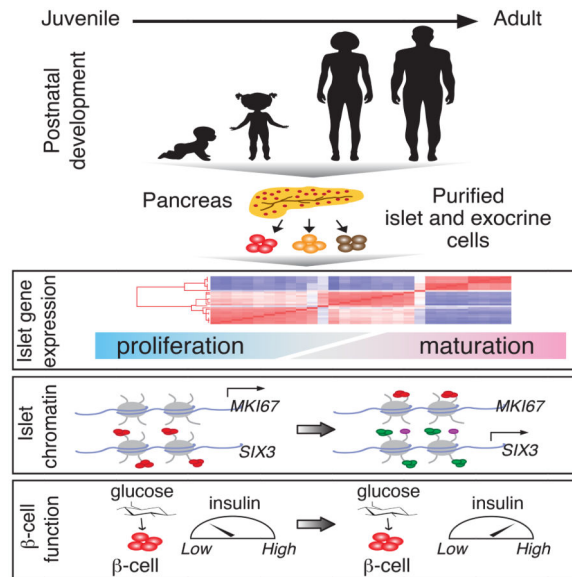 Juvenile
Adult
Postnatal
development
Pancreas
Purified
islet and exocrine
cells
Islet gene
expression
proliferation
maturation
Islet
chromatin
MKI67
SIX3
MKI67
SIX3
β-cell
function
glucose
insulin
Low
High
β-cell
glucose
insulin
Low
High
β-cell